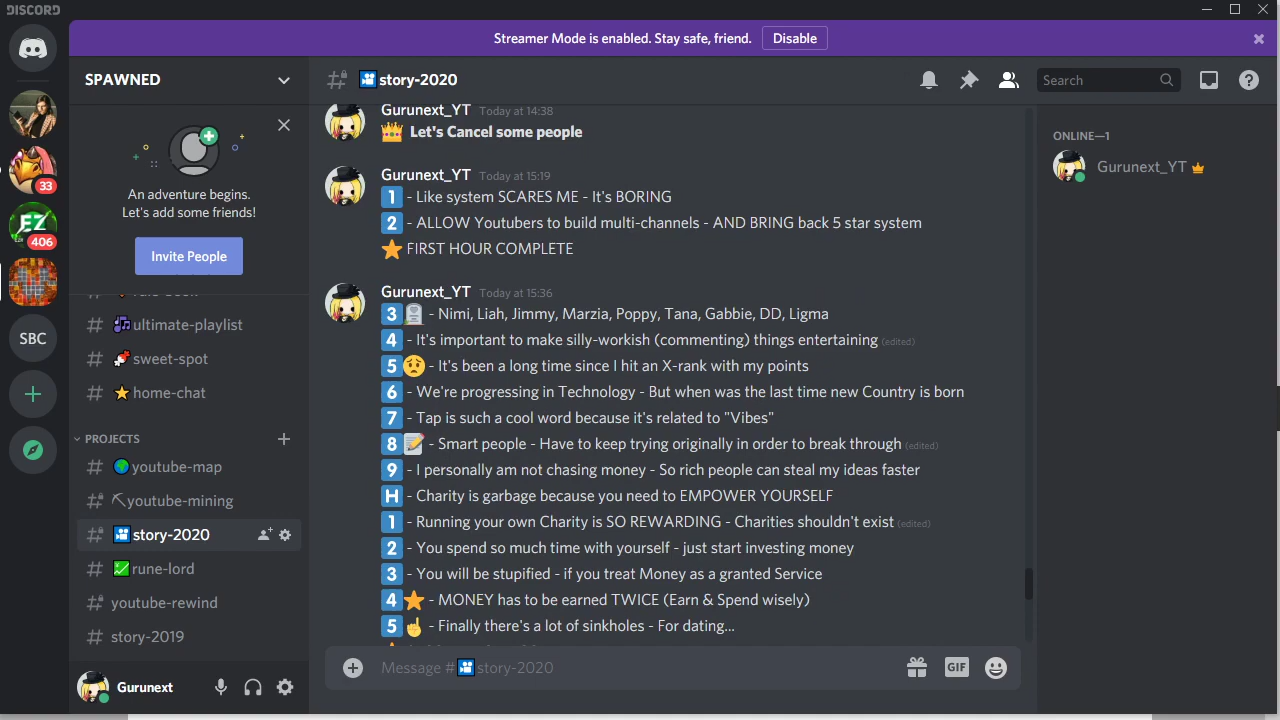 DISCORD
Streamer Mode is enabled. Stay safe, friend.
Disable
33
EZ
406
SBC
SPAWNED
An adventure begins.
Let's add some friends!
Invite People
ultimate-playlist
sweet-spot
home-chat
PROJECTS
youtube-map
youtube-mining
story-2020
rune-lord
youtube-rewind
story-2019
Gurunext
story-2020
Search
Gurunext_YT Today at 14:38
Let's Cancel some people
Gurunext_YT Today at 15:19
1 - Like system SCARES ME - It's BORING
2 - ALLOW Youtubers to build multi-channels - AND BRING back 5 star system
FIRST HOUR COMPLETE
Gurunext_YT Today at 15:36
3 - Nimi, Liah, Jimmy, Marzia, Poppy, Tana, Gabbie, DD, Ligma
4 - It's important to make silly-workish (commenting) things entertaining (edited)
5 - It's been a long time since I hit an X-rank with my points
6 - We're progressing in Technology - But when was the last time new Country is born
7 - Tap is such a cool word because it's related to "Vibes"
8 - Smart people - Have to keep trying originally in order to break through (edited)
9 - I personally am not chasing money - So rich people can steal my ideas faster
H - Charity is garbage because you need to EMPOWER YOURSELF
1 - Running your own Charity is SO REWARDING - Charities shouldn't exist (edited)
2 - You spend so much time with yourself - just start investing money
3 - You will be stupified - if you treat Money as a granted Service
4 - MONEY has to be earned TWICE (Earn & Spend wisely)
5 - Finally there's a lot of sinkholes - For dating...
Message # story-2020
GIF
ONLINE—1
Gurunext_YT